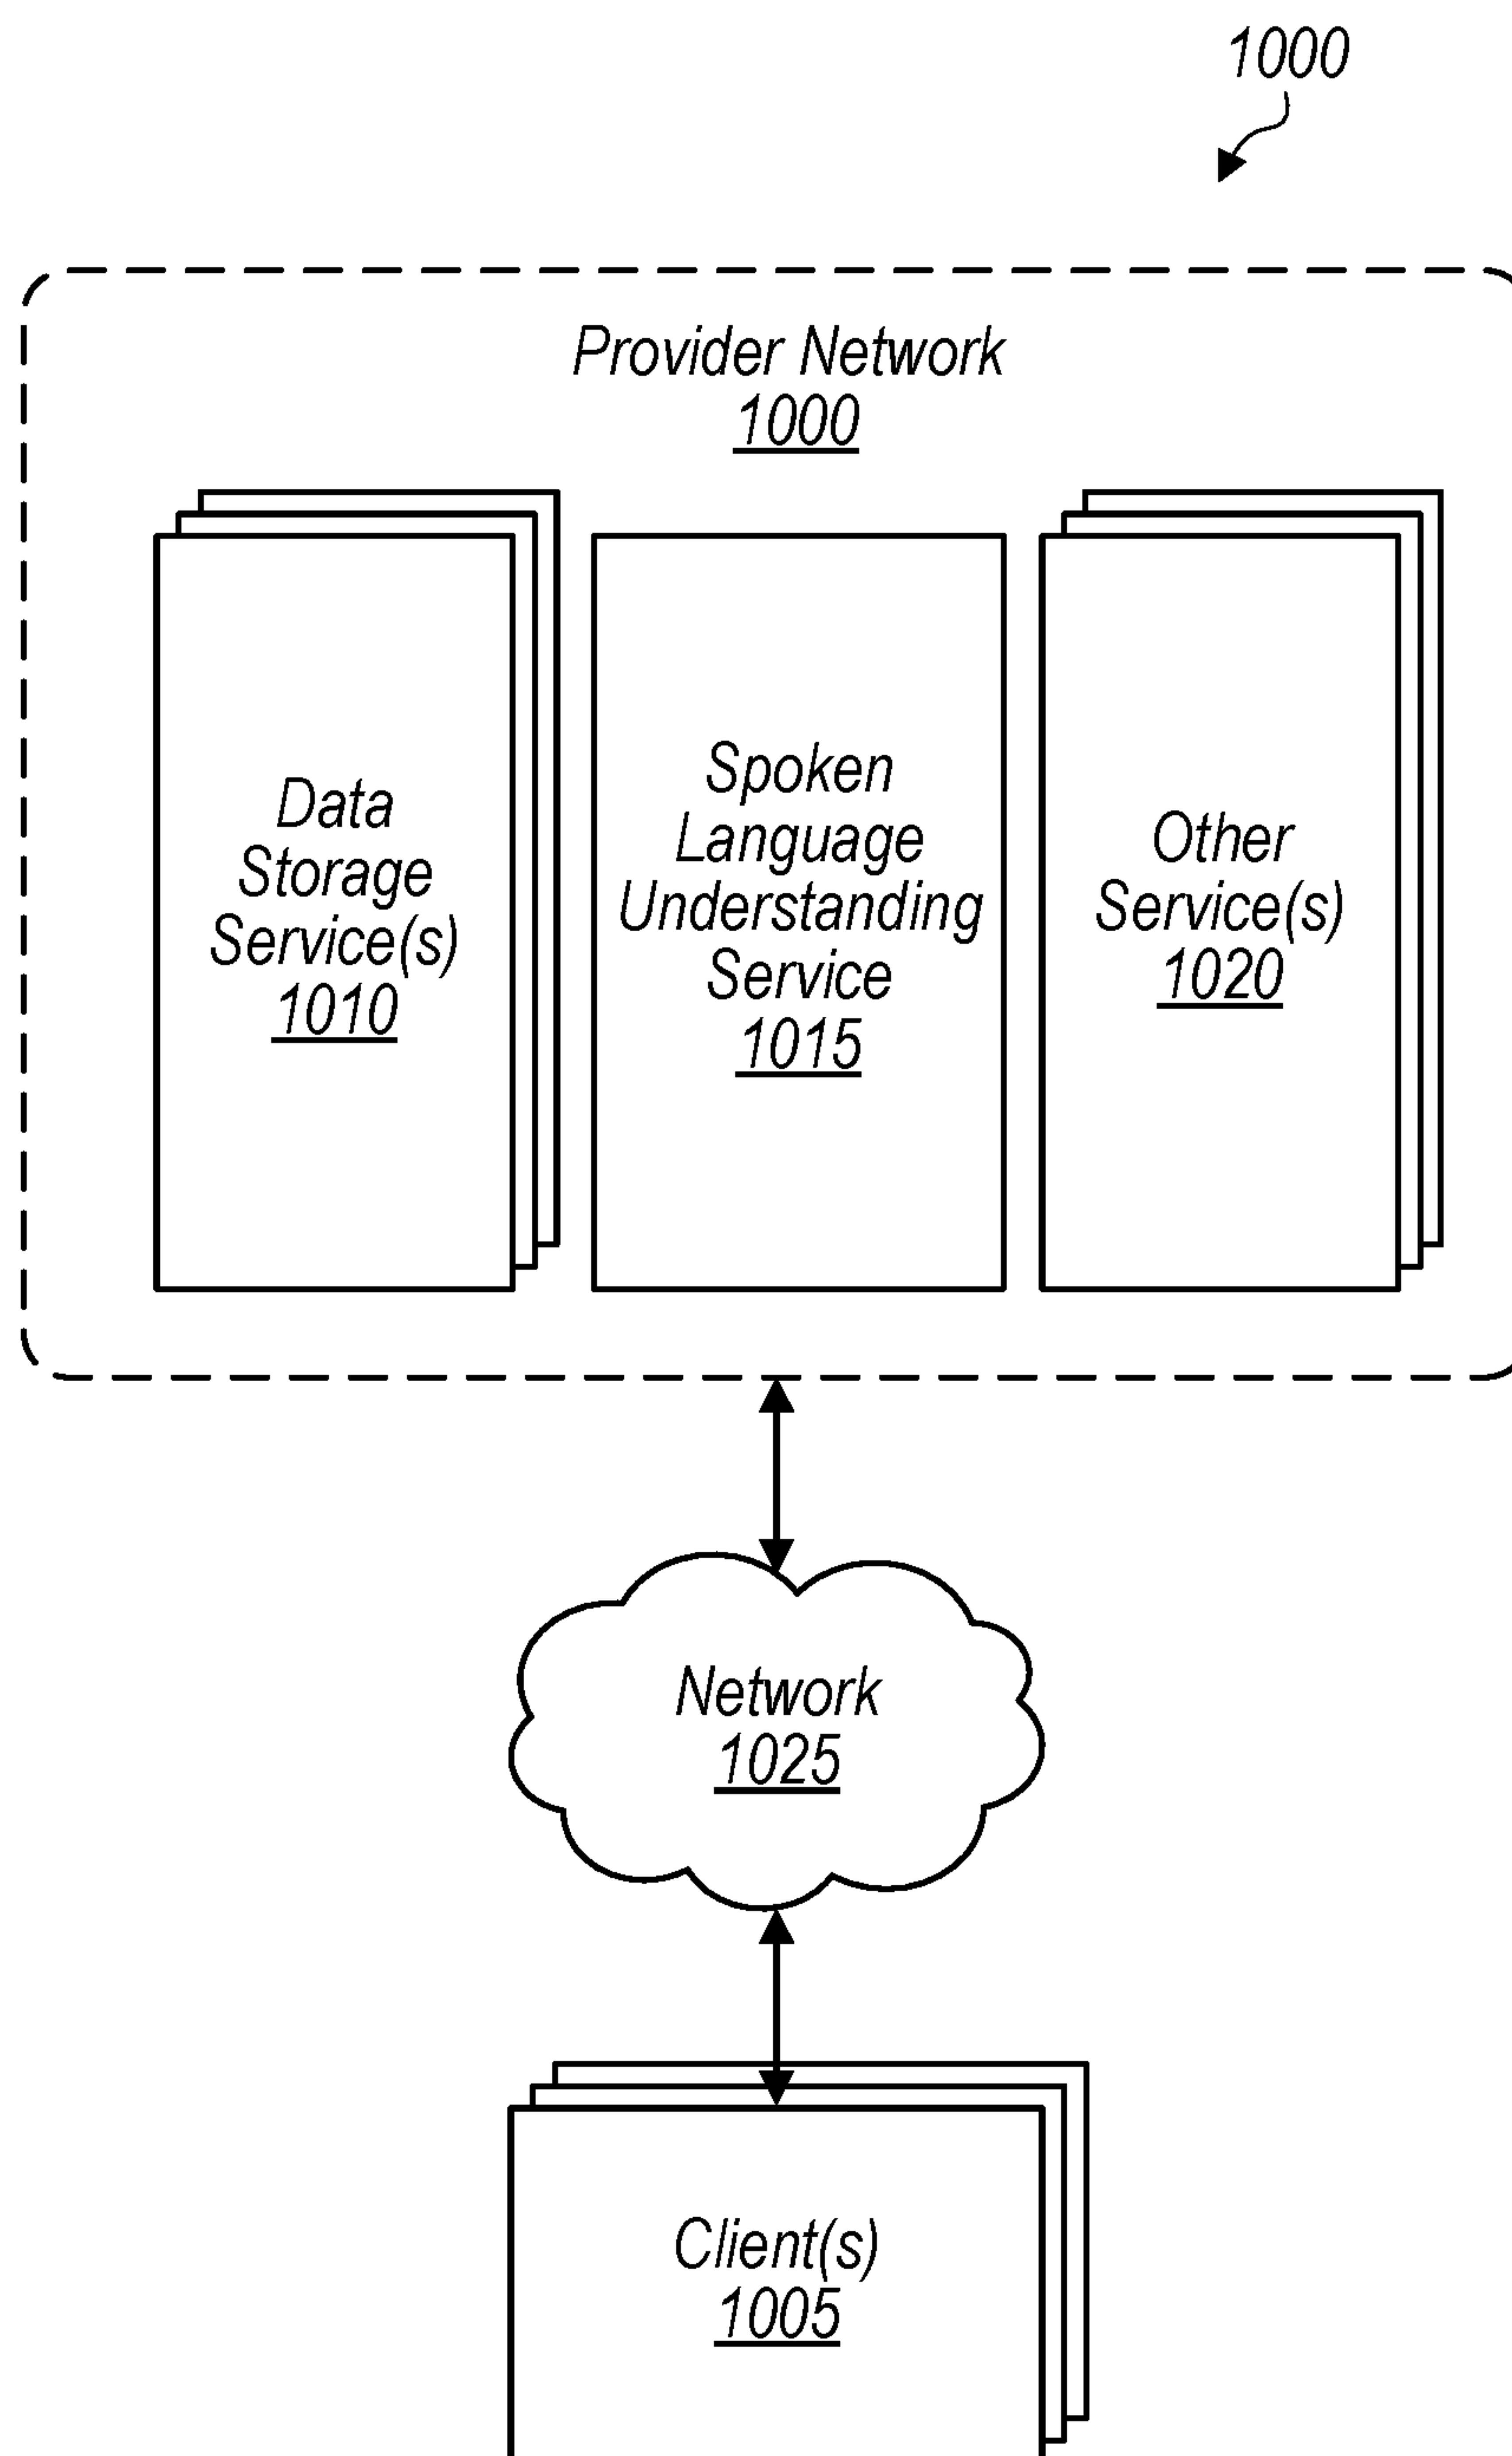 1000
Provider Network
1000
Data
Storage
Service(s)
1010
Spoken
Language
Understanding
Service
1015
Other
Service(s)
1020
Network
1025
Client(s)
1005